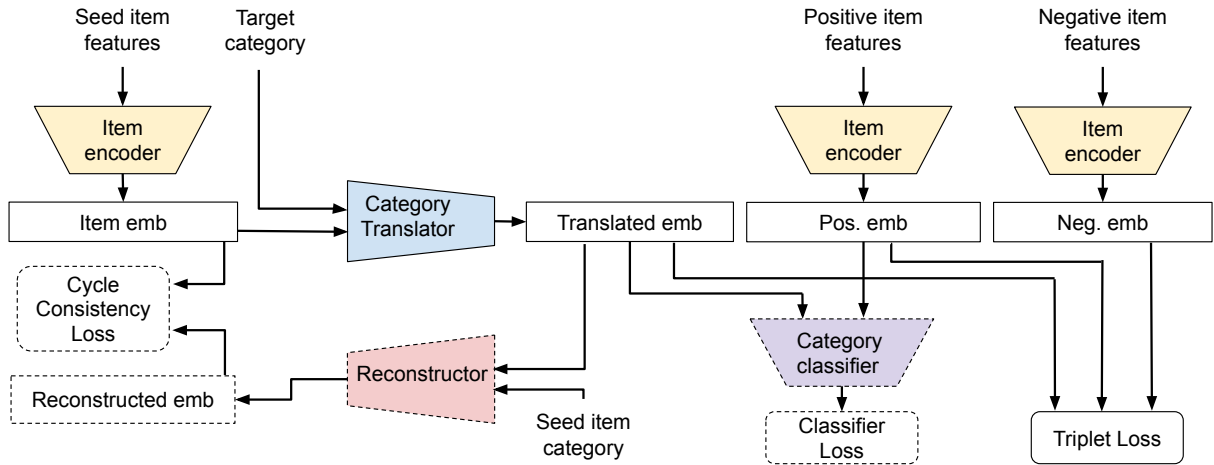 Seed item
features
Target
category
Positive item
features
Negative item
features
Item
encoder
Item
encoder
Item
encoder
Item emb
Category
Translator
Translated emb
Pos. emb
Neg. emb
Cycle
Consistency
Loss
Reconstructor
Category
classifier
Reconstructed emb
Seed item
category
Classifier
Loss
Triplet Loss